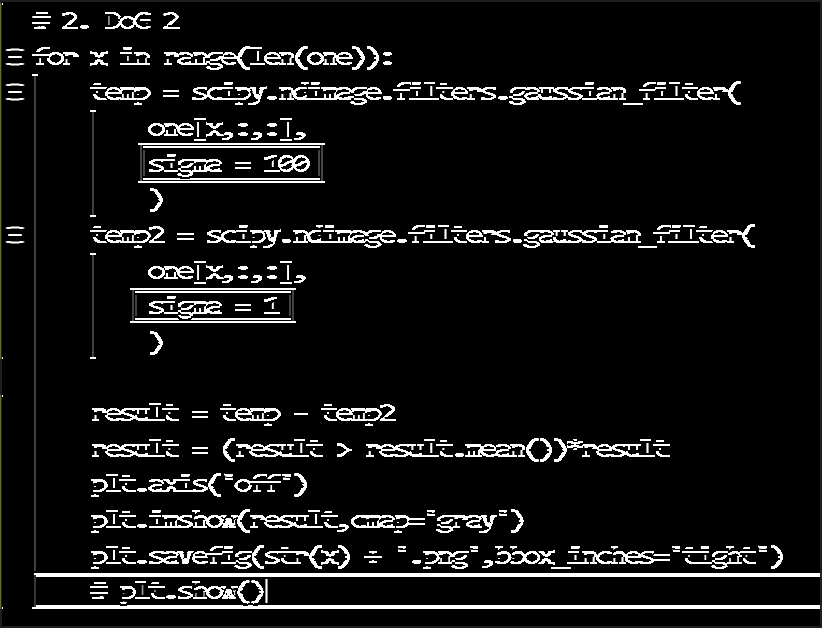 # 2. DoG 2
for x in range(len(one)):
temp = scipy.ndimage.filters.gaussian_filter(
one[x,:,:],
sigma = 100
)
temp2 = scipy.ndimage.filters.gaussian_filter(
one[x,:,:],
sigma = 1
)
result = temp - temp2
result = (result > result.mean())*result
plt.axis("off")
plt.imshow(result,cmap="gray")
plt.savefig(str(x) + ".png",bbox_inches="tight")
# plt.show()